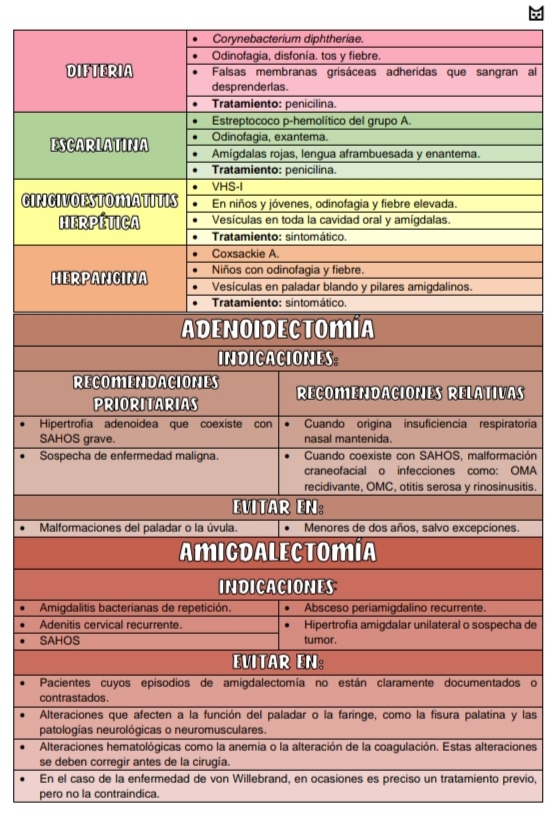 DIFTERIA
• Corynebacterium diphtheriae.
• Odinofagia, disfonía. tos y fiebre.
• Falsas membranas grisáceas adheridas que sangran al
desprenderlas.
• Tratamiento: penicilina.
ESCARLATINA
• Estreptococo p-hemolítico del grupo A.
• Odinofagia, exantema.
• Amígdalas rojas, lengua aframbuesada y enantema.
• Tratamiento: penicilina.
GINGIVOESTOMATITIS
HERPÉTICA
• VHS-I
• En niños y jóvenes, odinofagia y fiebre elevada.
• Vesículas en toda la cavidad oral y amígdalas.
• Tratamiento: sintomático.
HERPANGINA
• Coxsackie A.
• Niños con odinofagia y fiebre.
• Vesículas en paladar blando y pilares amigdalinos.
• Tratamiento: sintomático.
ADENOIDECTOMÍA
INDICACIONES:
RECOMENDACIONES
PRIORITARIAS
• Hipertrofia adenoidea que coexiste con
SAHOS grave.
• Sospecha de enfermedad maligna.
RECOMENDACIONES RELATIVAS
• Cuando origina insuficiencia respiratoria
nasal mantenida.
• Cuando coexiste con SAHOS, malformación
craneofacial o infecciones como: OMA
recidivante, OMC, otitis serosa y rinosinusitis.
EVITAR EN:
• Malformaciones del paladar o la úvula.
• Menores de dos años, salvo excepciones.
AMIGDALECTOMÍA
INDICACIONES:
• Amigdalitis bacterianas de repetición.
• Adenitis cervical recurrente.
• SAHOS
• Absceso periamigdalino recurrente.
• Hipertrofia amigdalar unilateral o sospecha de
tumor.
EVITAR EN:
• Pacientes cuyos episodios de amigdalectomía no están claramente documentados o
contrastados.
• Alteraciones que afecten a la función del paladar o la faringe, como la fisura palatina y las
patologías neurológicas o neuromusculares.
• Alteraciones hematológicas como la anemia o la alteración de la coagulación. Estas alteraciones
se deben corregir antes de la cirugía.
• En el caso de la enfermedad de von Willebrand, en ocasiones es preciso un tratamiento previo,
pero no la contraindica.